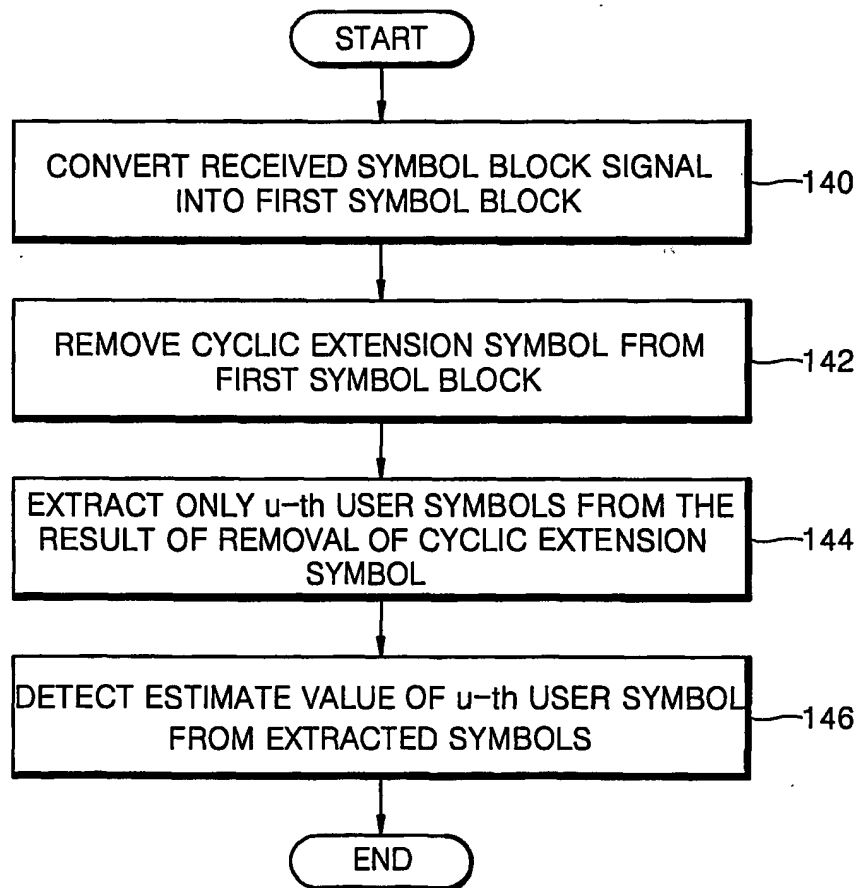 START
CONVERT RECEIVED SYMBOL BLOCK SIGNAL
INTO FIRST SYMBOL BLOCK
140
REMOVE CYCLIC EXTENSION SYMBOL FROM
FIRST SYMBOL BLOCK
142
EXTRACT ONLY u-th USER SYMBOLS FROM THE
RESULT OF REMOVAL OF CYCLIC EXTENSION
SYMBOL
144
DETECT ESTIMATE VALUE OF u-th USER SYMBOL
FROM EXTRACTED SYMBOLS
146
END